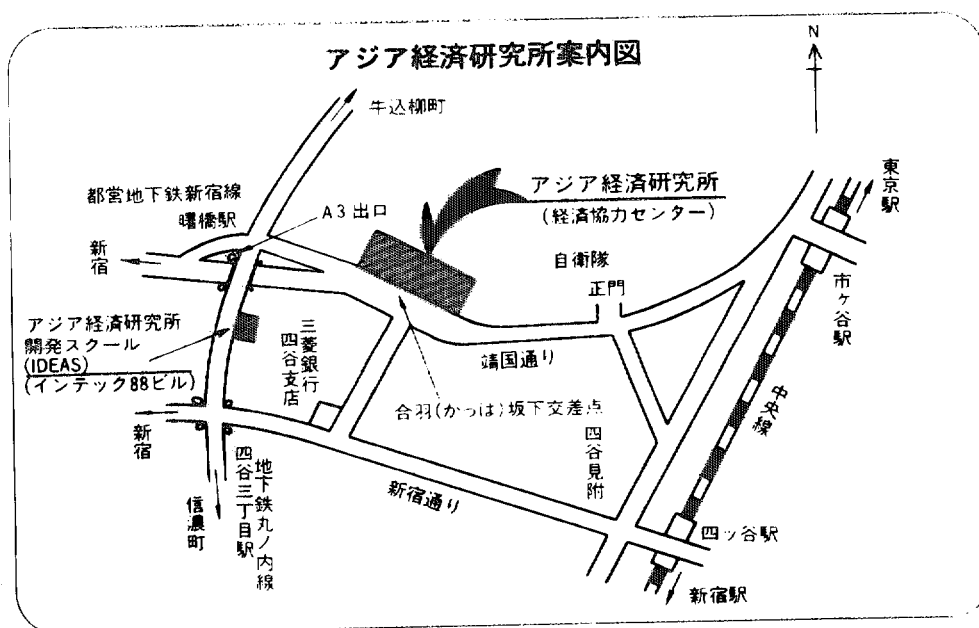 アジア経済研究所案内図
N
牛込柳町
東京駅
都営地下鉄新宿線
曙橋駅
A3出口
アジア経済研究所
(経済協力センター)
新宿
自衛隊
正門
市ヶ谷駅
アジア経済研究所
開発スクール
(IDEAS)
(インテック88ビル)
三菱銀行
四谷支店
靖国通り
合羽(かっは)坂下交差点
中央線
四谷見附
新宿
新宿通り
地下鉄丸ノ内線
四谷三丁目駅
信濃町
四ッ谷駅
新宿駅